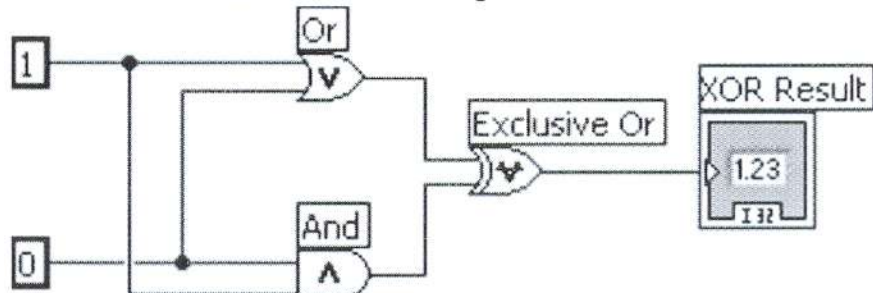 Or
1
XOR Result
Exclusive Or
1.23
I32
And
0